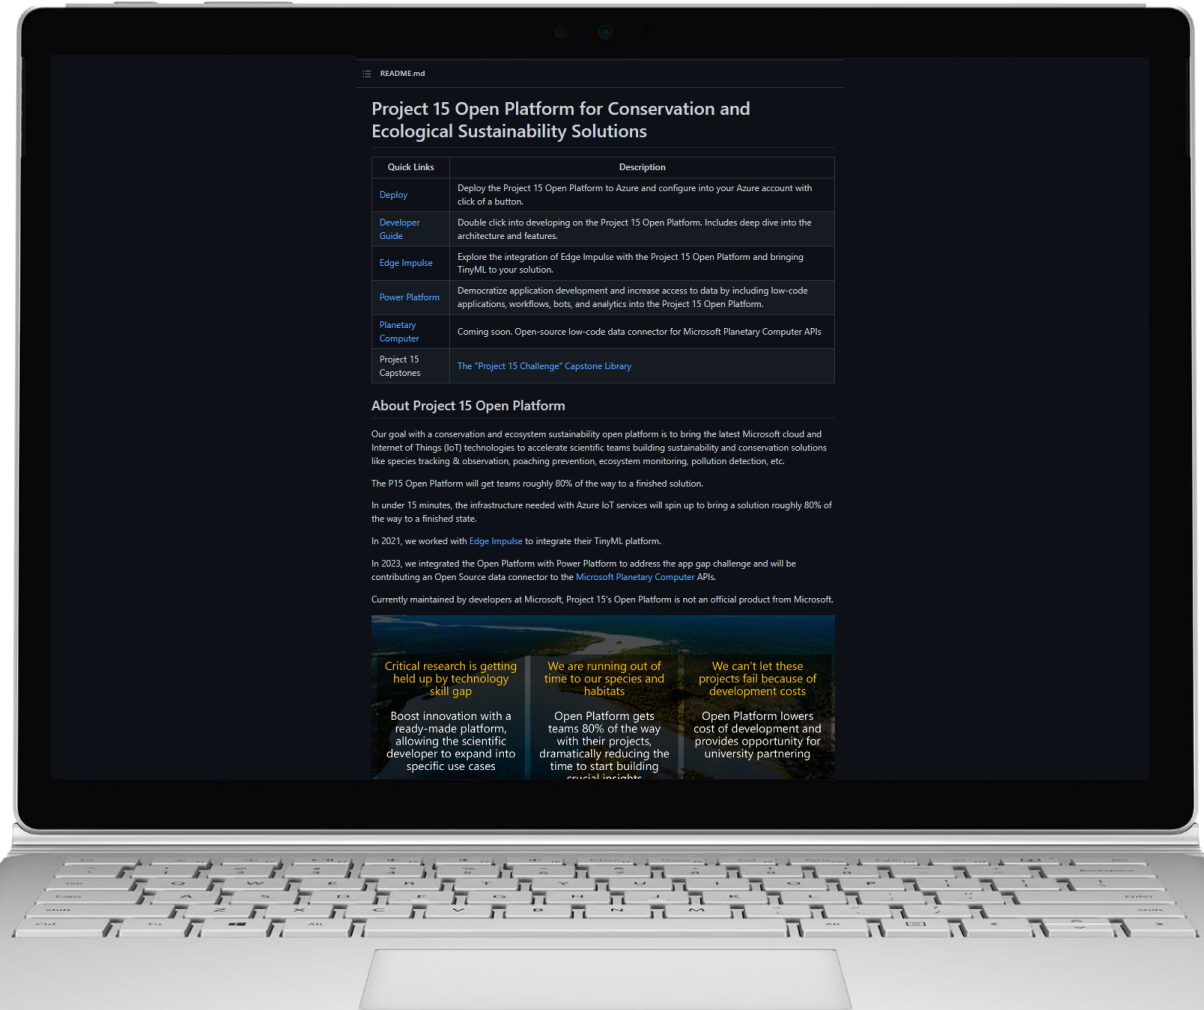 README.md
Project 15 Open Platform for Conservation and
Ecological Sustainability Solutions
Quick Links Description
Deploy Deploy the Project 15 Open Platform to Azure and configure into your Azure account with
click of a button.
Developer Double click into developing on the Project 15 Open Platform. Includes deep dive into the
Guide architecture and features.
Edge Impulse Explore the integration of Edge Impulse with the Project 15 Open Platform and bringing
TinyML to your solution.
Power Platform Democratize application development and increase access to data by including low-code
applications, workflows, bots, and analytics into the Project 15 Open Platform.
Planetary
Computer Coming soon. Open-source low-code data connector for Microsoft Planetary Computer APIs
Project 15
Capstones The "Project 15 Challenge" Capstone Library
About Project 15 Open Platform
Our goal with a conservation and ecosystem sustainability open platform is to bring the latest Microsoft cloud and
Internet of Things (IoT) technologies to accelerate scientific teams building sustainability and conservation solutions
like species tracking & observation, poaching prevention, ecosystem monitoring, pollution detection, etc.
The P15 Open Platform will get teams roughly 80% of the way to a finished solution.
In under 15 minutes, the infrastructure needed with Azure IoT services will spin up to bring a solution roughly 80% of
the way to a finished state.
In 2021, we worked with Edge Impulse to integrate their TinyML platform.
In 2023, we integrated the Open Platform with Power Platform to address the app gap challenge and will be
contributing an Open Source data connector to the Microsoft Planetary Computer APIs.
Currently maintained by developers at Microsoft, Project 15's Open Platform is not an official product from Microsoft.
Critical research is getting
held up by technology
skill gap
Boost innovation with a
ready-made platform,
allowing the scientific
developer to expand into
specific use cases
We are running out of
time to our species and
habitats
Open Platform gets
teams 80% of the way
with their projects,
dramatically reducing the
time to start building
crucial insights
We can't let these
projects fail because of
development costs
Open Platform lowers
cost of development and
provides opportunity for
university partnering
Q W E R T Y U I O P
A S D F G H J K L
Z X C V B N M